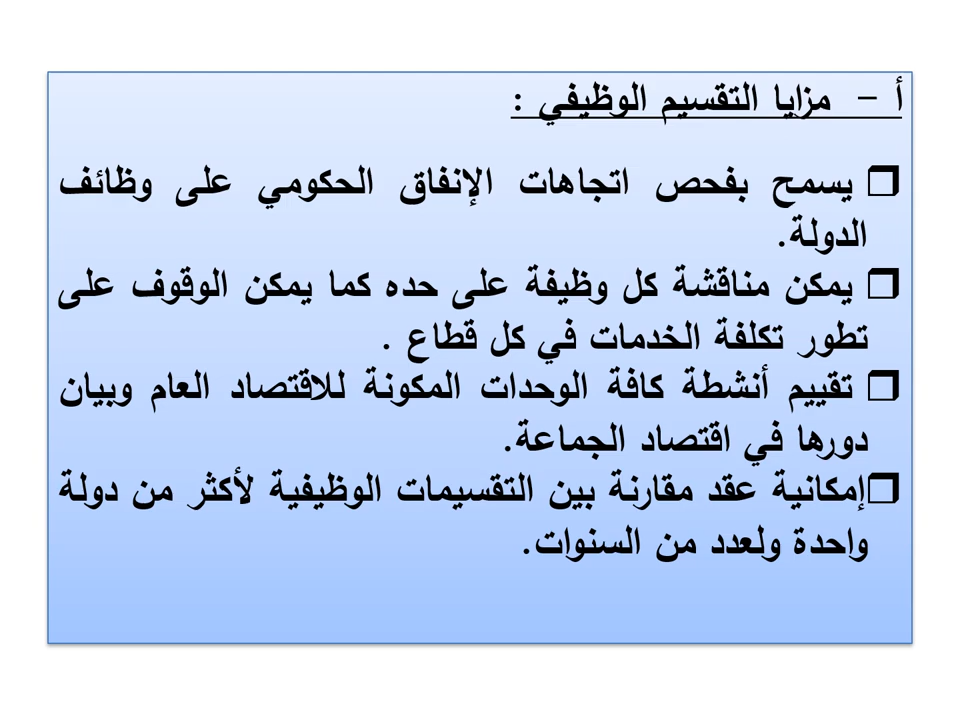 أ - مزايا التقسيم الوظيفي :
❒ يسمح بفحص اتجاهات الإنفاق الحكومي على وظائف
الدولة.
❒ يمكن مناقشة كل وظيفة على حده كما يمكن الوقوف على
تطور تكلفة الخدمات في كل قطاع .
❒ تقييم أنشطة كافة الوحدات المكونة للاقتصاد العام وبيان
دورها في اقتصاد الجماعة.
❒إمكانية عقد مقارنة بين التقسيمات الوظيفية لأكثر من دولة
واحدة ولعدد من السنوات.